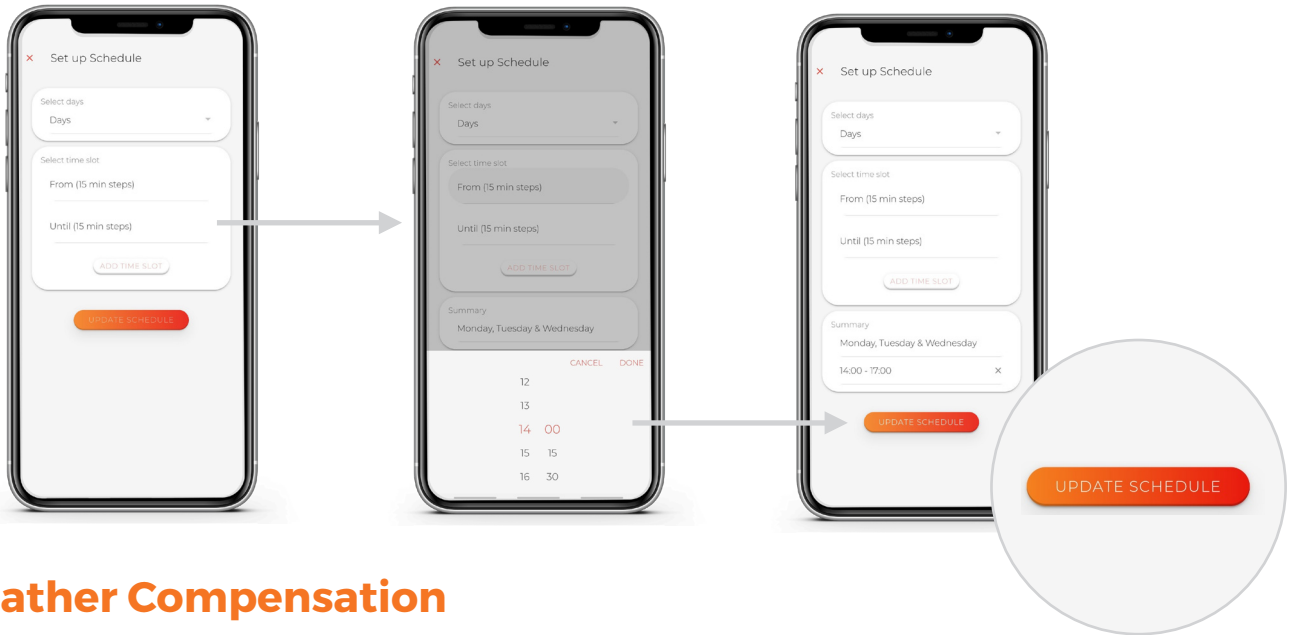 × Set up Schedule
Select days
Days
Select time slot
From (15 min steps)
Until (15 min steps)
ADD TIME SLOT
UPDATE SCHEDULE
× Set up Schedule
Select days
Days
Select time slot
From (15 min steps)
Until (15 min steps)
ADD TIME SLOT
Summary
Monday, Tuesday & Wednesday
CANCEL DONE
12
13
14 00
15 15
16 30
× Set up Schedule
Select days
Days
Select time slot
From (15 min steps)
Until (15 min steps)
ADD TIME SLOT
Summary
Monday, Tuesday & Wednesday
14:00 - 17:00 ×
UPDATE SCHEDULE
UPDATE SCHEDULE
ather Compensation